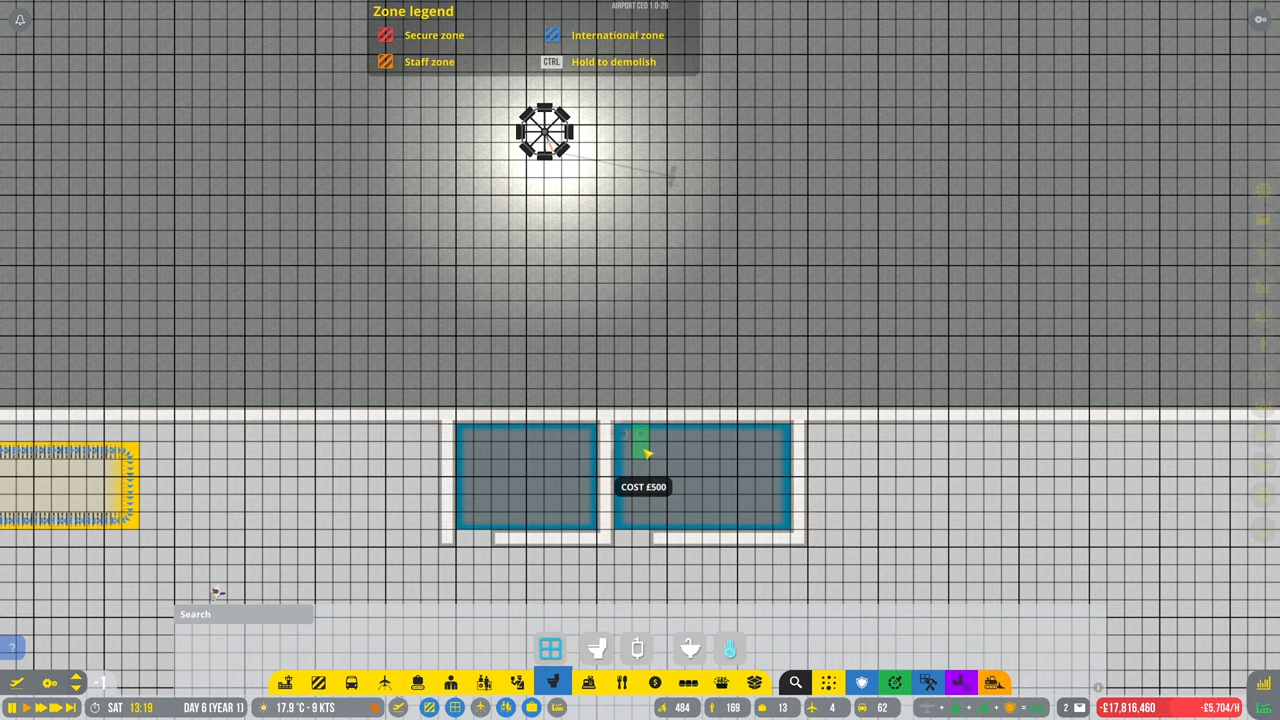 AIRPORT CEO 1.0-26
Zone legend
Secure zone
International zone
Staff zone
CTRL
Hold to demolish
COST £500
Search
?
-1
SAT
13:19
DAY 6 (YEAR 1)
17.9°C - 9 KTS
484
169
13
4
62
2
-£17,816,460
-£5,704/H